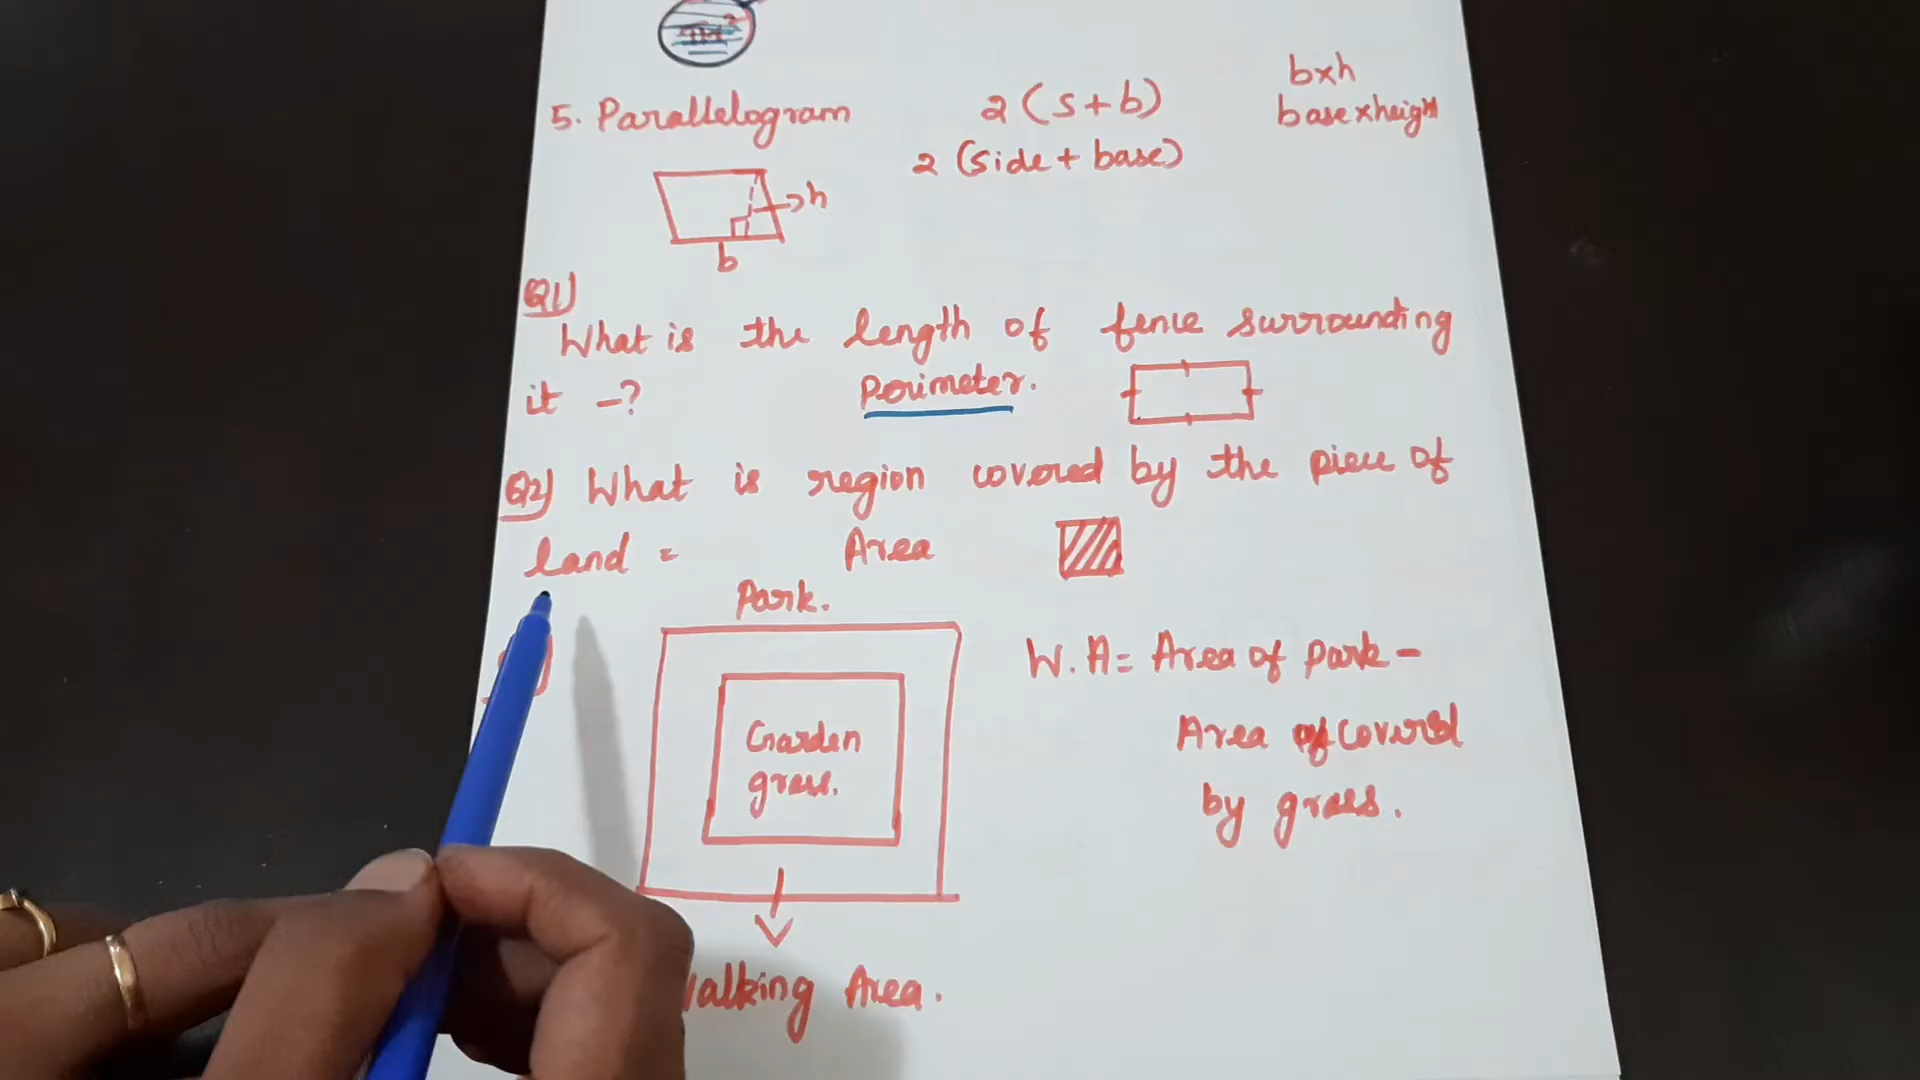 5. Parallelogram
2 (s+b)
2 (side + base)
bxh
basexheight
h
b
Q1)
What is the length of fence surrounding
it -?
Perimeter.
Q2) What is region covered by the piece of
land =
Area
Park.
Garden
grass.
W.A = Area of park -
Area covered
by grass.
Walking Area.